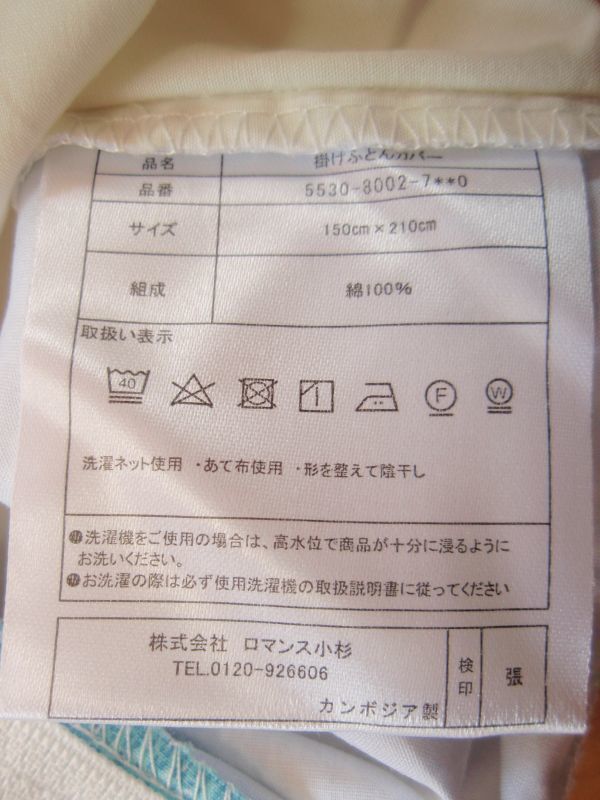 品名 掛けふとんカバー
品番 5530-8002-7**0
サイズ 150cm×210cm
組成 綿100%
取扱い表示
40 F W
洗濯ネット使用 ・あて布使用 ・形を整えて陰干し
●洗濯機をご使用の場合は、高水位で商品が十分に浸るように
お洗いください。
●お洗濯の際は必ず使用洗濯機の取扱説明書に従ってください
株式会社 ロマンス小杉
TEL.0120-926606
カンボジア製
検印
張